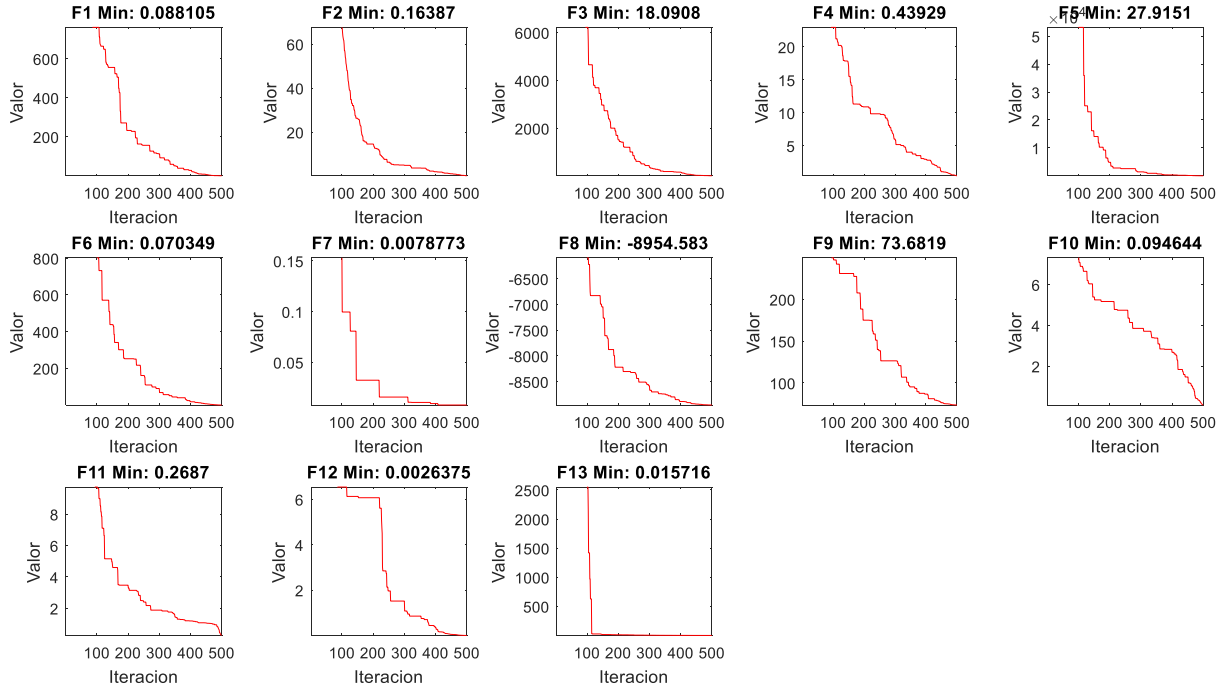 F1 Min: 0.088105
Valor
600
400
200
100 200 300 400 500
Iteracion
F2 Min: 0.16387
Valor
60
40
20
100 200 300 400 500
Iteracion
F3 Min: 18.0908
Valor
6000
4000
2000
100 200 300 400 500
Iteracion
F4 Min: 0.43929
Valor
20
15
10
5
100 200 300 400 500
Iteracion
F5 Min: 27.9151
× 10^4
Valor
5
4
3
2
1
100 200 300 400 500
Iteracion
F6 Min: 0.070349
Valor
800
600
400
200
100 200 300 400 500
Iteracion
F7 Min: 0.0078773
Valor
0.15
0.1
0.05
100 200 300 400 500
Iteracion
F8 Min: -8954.583
Valor
-6500
-7000
-7500
-8000
-8500
100 200 300 400 500
Iteracion
F9 Min: 73.6819
Valor
200
100
100 200 300 400 500
Iteracion
F10 Min: 0.094644
Valor
6
4
2
100 200 300 400 500
Iteracion
F11 Min: 0.2687
Valor
8
6
4
2
100 200 300 400 500
Iteracion
F12 Min: 0.0026375
Valor
6
4
2
100 200 300 400 500
Iteracion
F13 Min: 0.015716
Valor
2500
2000
1500
1000
500
100 200 300 400 500
Iteracion